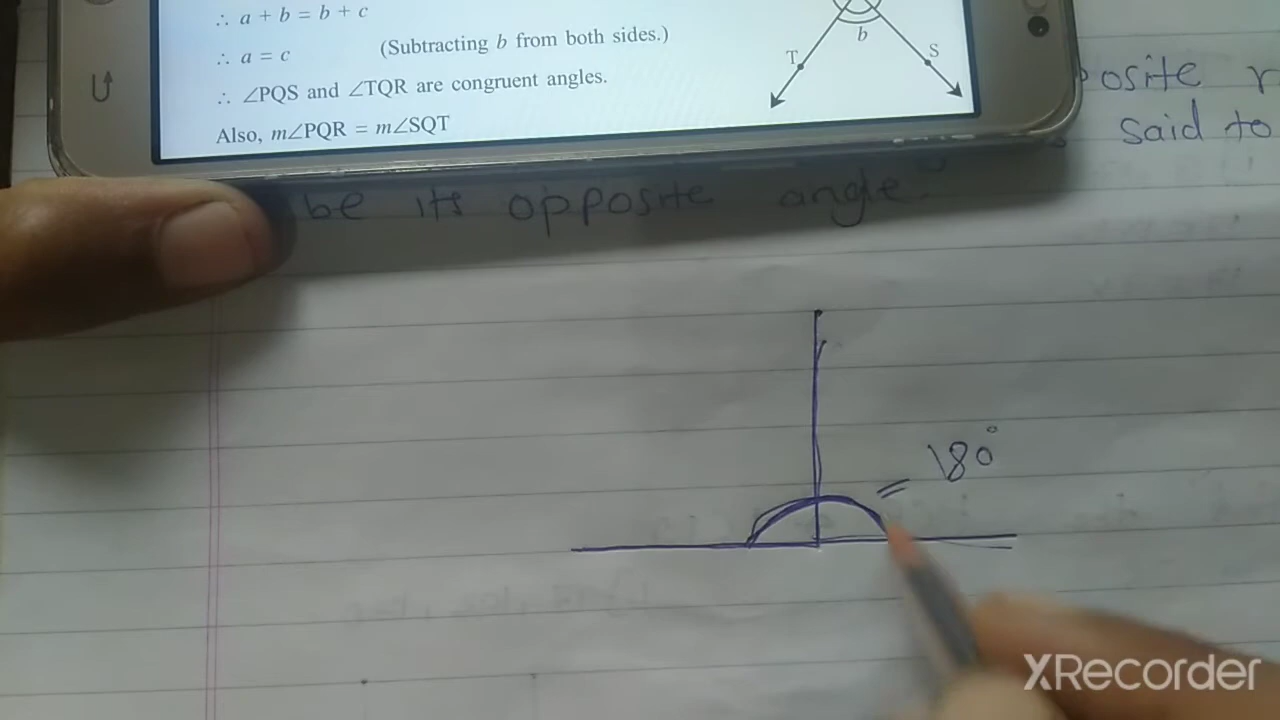 ∴ a + b = b + c
∴ a = c (Subtracting b from both sides.)
∴ ∠PQS and ∠TQR are congruent angles.
Also, m∠PQR = m∠SQT
b
T
S
osite r
said to
be its opposite angle.
= 180°
XRecorder